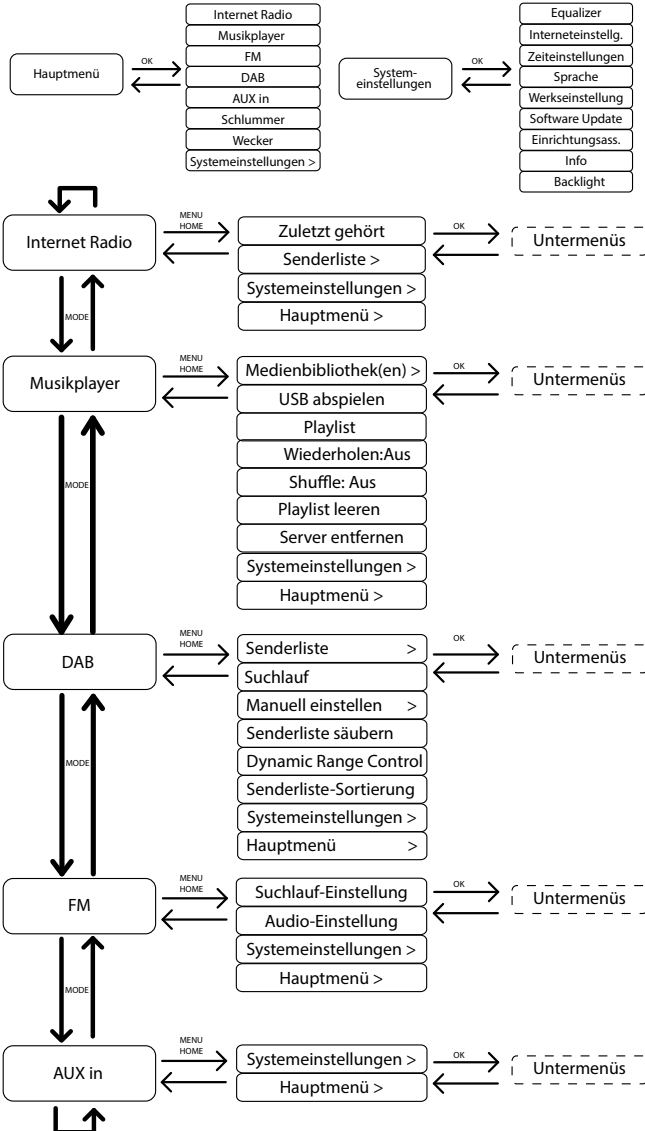 Hauptmenü
OK
Internet Radio
Musikplayer
FM
DAB
AUX in
Schlummer
Wecker
Systemeinstellungen >
System-
einstellungen
OK
Equalizer
Interneteinstellg.
Zeiteinstellungen
Sprache
Werkseinstellung
Software Update
Einrichtungsass.
Info
Backlight
Internet Radio
MENU
HOME
Zuletzt gehört
Senderliste >
Systemeinstellungen >
Hauptmenü >
OK
Untermenüs
MODE
Musikplayer
MENU
HOME
Medienbibliothek(en) >
USB abspielen
Playlist
Wiederholen:Aus
Shuffle: Aus
Playlist leeren
Server entfernen
Systemeinstellungen >
Hauptmenü >
OK
Untermenüs
MODE
DAB
MENU
HOME
Senderliste >
Suchlauf
Manuell einstellen >
Senderliste säubern
Dynamic Range Control
Senderliste-Sortierung
Systemeinstellungen >
Hauptmenü >
OK
Untermenüs
MODE
FM
MENU
HOME
Suchlauf-Einstellung
Audio-Einstellung
Systemeinstellungen >
Hauptmenü >
OK
Untermenüs
MODE
AUX in
MENU
HOME
Systemeinstellungen >
Hauptmenü >
OK
Untermenüs